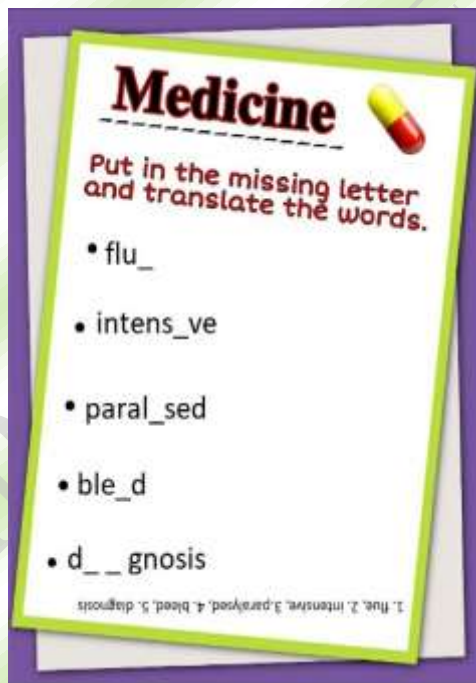 Medicine
Put in the missing letter
and translate the words.
• flu_
• intens_ve
• paral_sed
• ble_d
• d_ _ gnosis
1. flue, 2. intensive, 3.paralysed, 4. bleed, 5. diagnosis